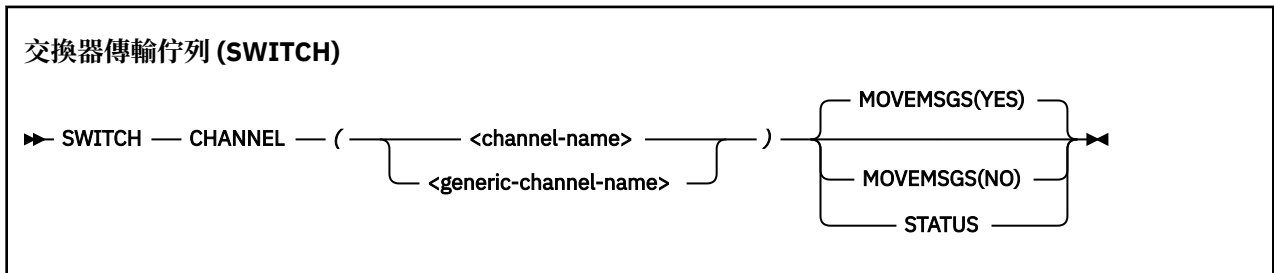 交換器傳輸佇列 (SWITCH)
MOVEMSGS(YES)
SWITCH CHANNEL ( <channel-name> )
<generic-channel-name> MOVEMSGS(NO)
STATUS